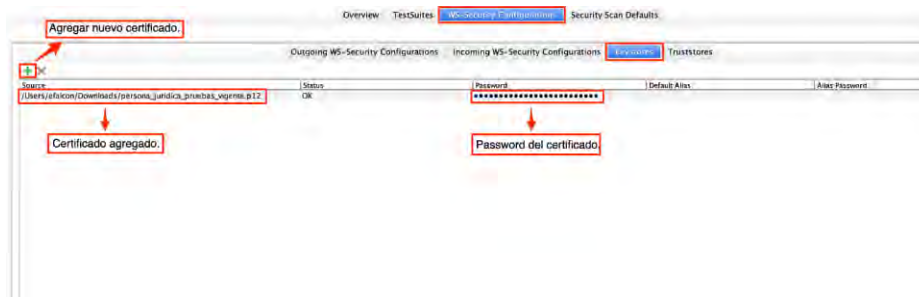 Overview TestSuites WS-Security Configurations Security Scan Defaults
Agregar nuevo certificado.
Outgoing WS-Security Configurations Incoming WS-Security Configurations Keystores Truststores
Source Status Password Default Alias Alias Password
/Users/efalcon/Downloads/persona_juridica_pruebas_vigente.p12 OK ••••••••••••••••••••••••
Certificado agregado. Password del certificado.